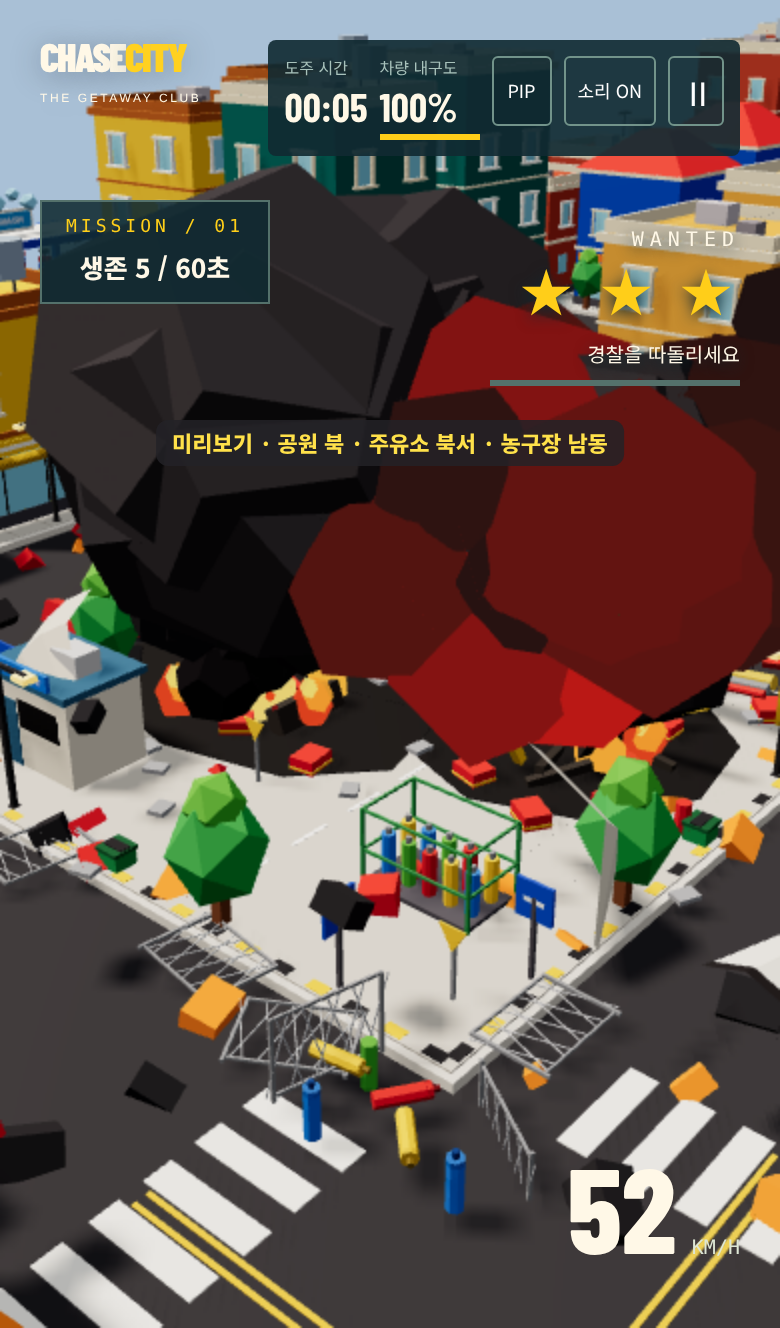 CHASECITY
THE GETAWAY CLUB
도주 시간
00:05
차량 내구도
100%
PIP
소리 ON
MISSION / 01
생존 5 / 60초
WANTED
경찰을 따돌리세요
미리보기 · 공원 북 · 주유소 북서 · 농구장 남동
52 KM/H